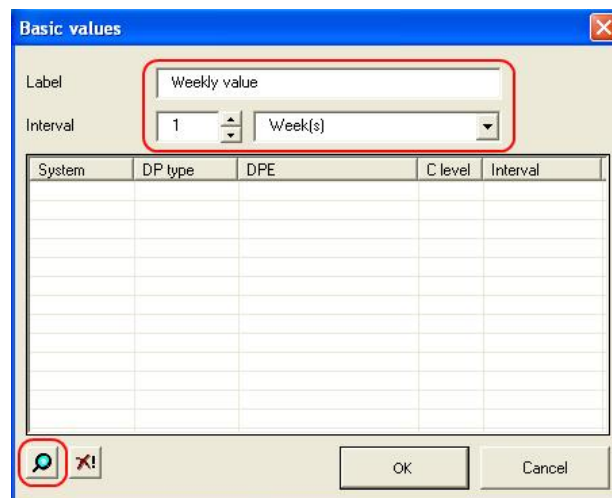 Basic values
Label Weekly value
Interval 1 Week(s)
System DP type DPE C level Interval
OK Cancel